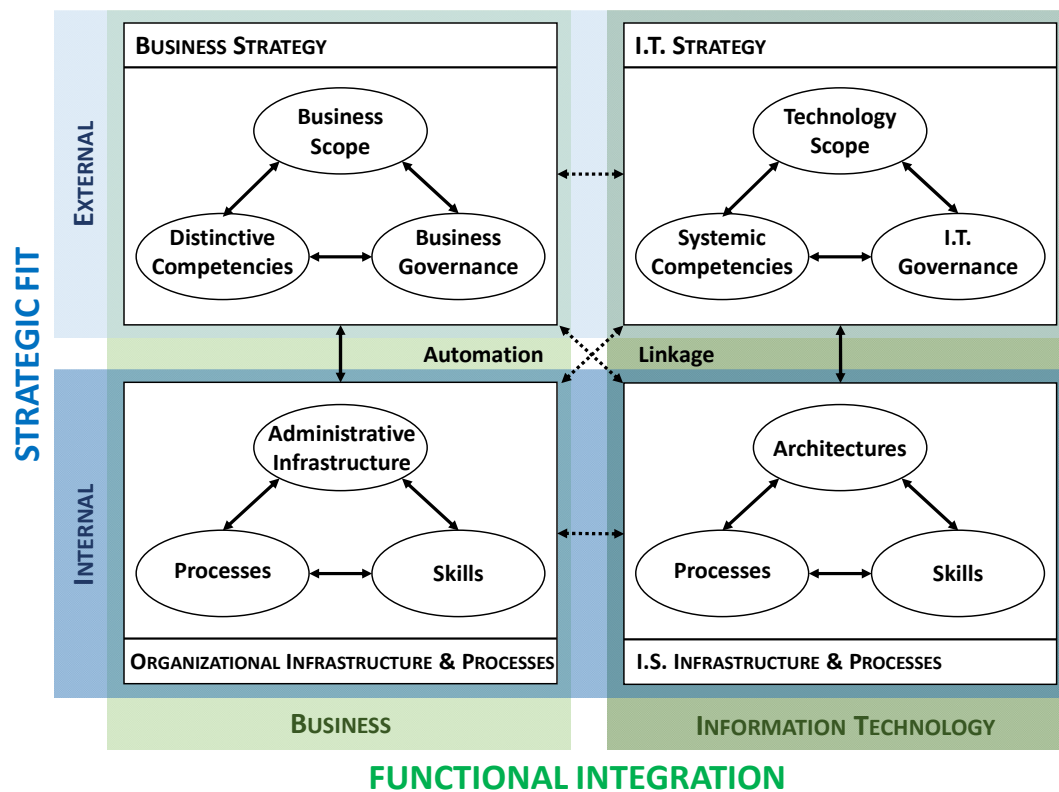 BUSINESS STRATEGY
I.T. STRATEGY
Business
Scope
Technology
Scope
EXTERNAL
Distinctive
Competencies
Business
Governance
Systemic
Competencies
I.T.
Governance
STRATEGIC FIT
Automation
Linkage
Administrative
Infrastructure
Architectures
INTERNAL
Processes
Skills
Processes
Skills
ORGANIZATIONAL INFRASTRUCTURE & PROCESSES
I.S. INFRASTRUCTURE & PROCESSES
BUSINESS
INFORMATION TECHNOLOGY
FUNCTIONAL INTEGRATION